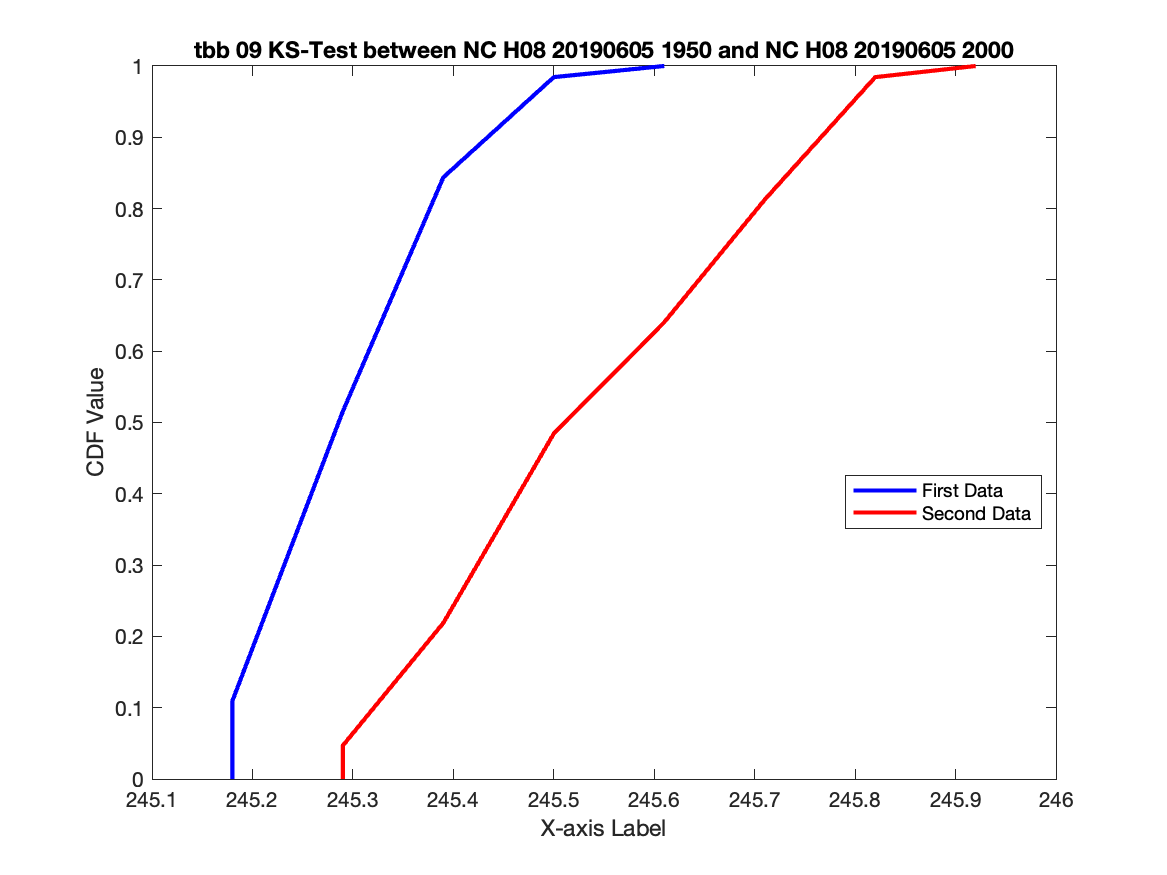 tbb 09 KS-Test between NC H08 20190605 1950 and NC H08 20190605 2000
1
0.9
0.8
0.7
0.6
0.5
0.4
0.3
0.2
0.1
0
CDF Value
First Data
Second Data
245.1 245.2 245.3 245.4 245.5 245.6 245.7 245.8 245.9 246
X-axis Label